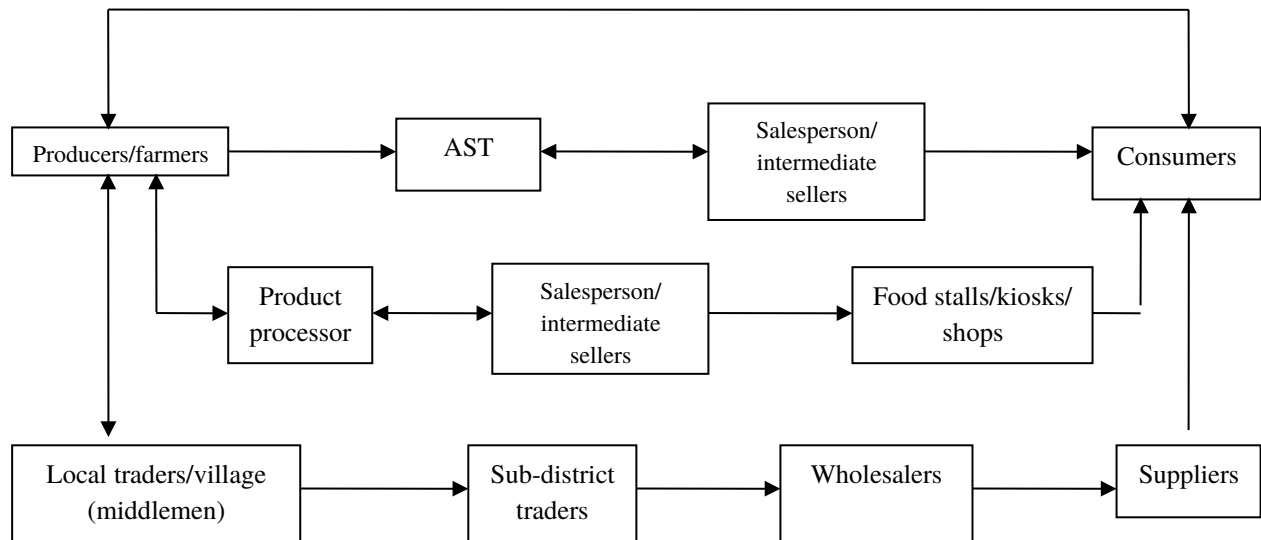 Producers/farmers
AST
Salesperson/
intermediate
sellers
Consumers
Product
processor
Salesperson/
intermediate
sellers
Food stalls/kiosks/
shops
Local traders/village
(middlemen)
Sub-district
traders
Wholesalers
Suppliers